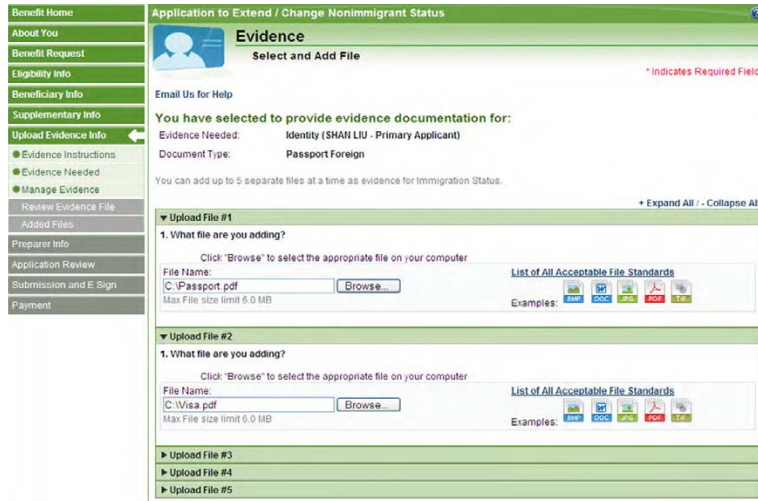 Benefit Home
About You
Benefit Request
Eligibility Info
Beneficiary Info
Supplementary Info
Upload Evidence Info
Evidence Instructions
Evidence Needed
Manage Evidence
Review Evidence File
Added Files
Preparer Info
Application Review
Submission and E Sign
Payment
Application to Extend / Change Nonimmigrant Status
Evidence
Select and Add File
* Indicates Required Field
Email Us for Help
You have selected to provide evidence documentation for:
Evidence Needed: Identity (SHAN LIU - Primary Applicant)
Document Type: Passport Foreign
You can add up to 5 separate files at a time as evidence for Immigration Status.
+ Expand All / - Collapse All
Upload File #1
1. What file are you adding?
Click "Browse" to select the appropriate file on your computer
File Name: List of All Acceptable File Standards
C:\Passport.pdf Browse...
Max File size limit 6.0 MB Examples: BMP DOC JPG PDF TIF
Upload File #2
1. What file are you adding?
Click "Browse" to select the appropriate file on your computer
File Name: List of All Acceptable File Standards
C:\Visa.pdf Browse...
Max File size limit 6.0 MB Examples: BMP DOC JPG PDF TIF
Upload File #3
Upload File #4
Upload File #5